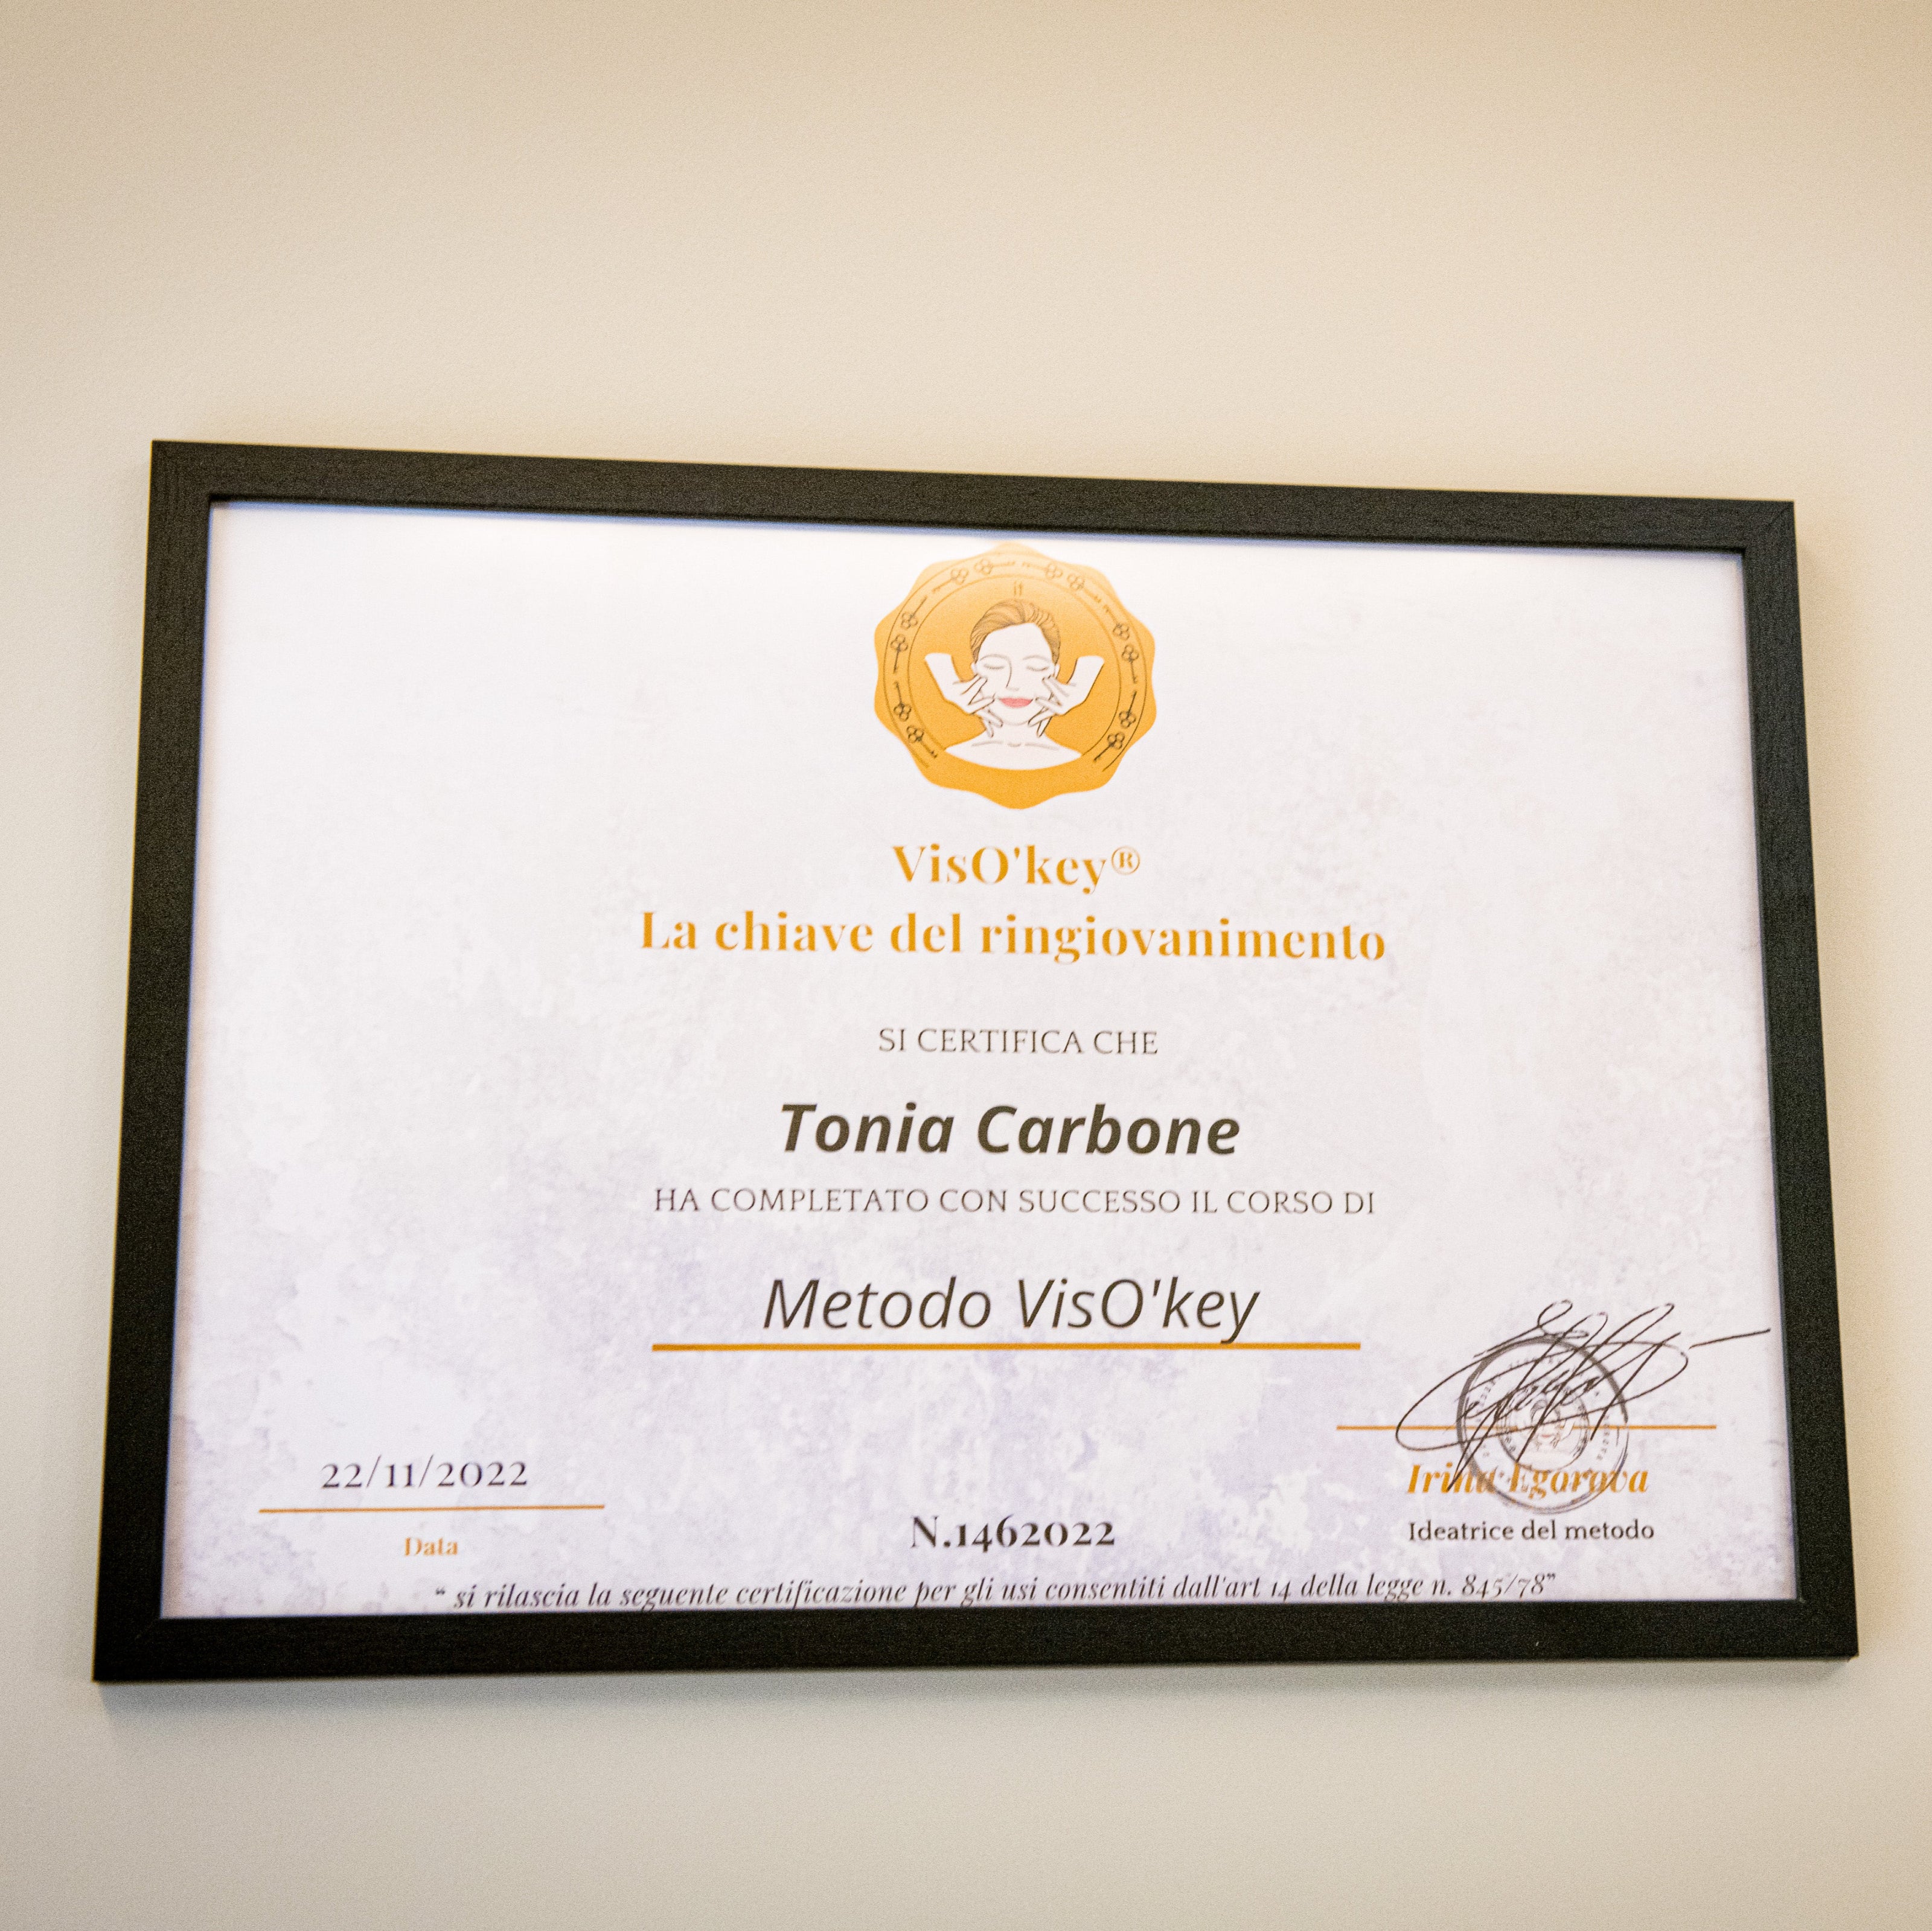 VisO'key®
La chiave del ringiovanimento
SI CERTIFICA CHE
Tonia Carbone
HA COMPLETATO CON SUCCESSO IL CORSO DI
Metodo VisO'key
22/11/2022
Data
N.1462022
Irina Egorova
Ideatrice del metodo
“ si rilascia la seguente certificazione per gli usi consentiti dall'art 14 della legge n. 845/78”